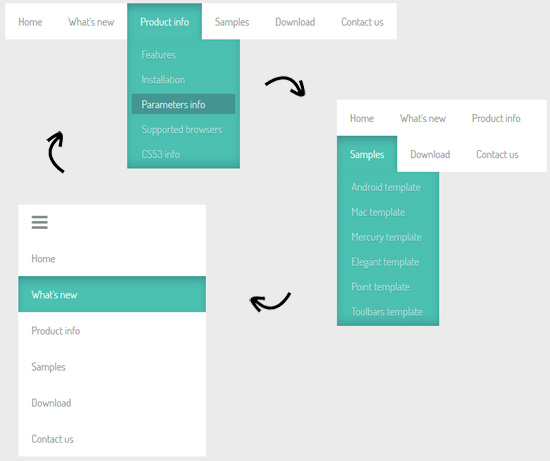 Home What's new Product info Samples Download Contact us
Features
Installation
Parameters info
Supported browsers
CSS3 info
Home What's new Product info
Samples Download Contact us
Android template
Mac template
Mercury template
Elegant template
Point template
Toolbars template
Home
What's new
Product info
Samples
Download
Contact us